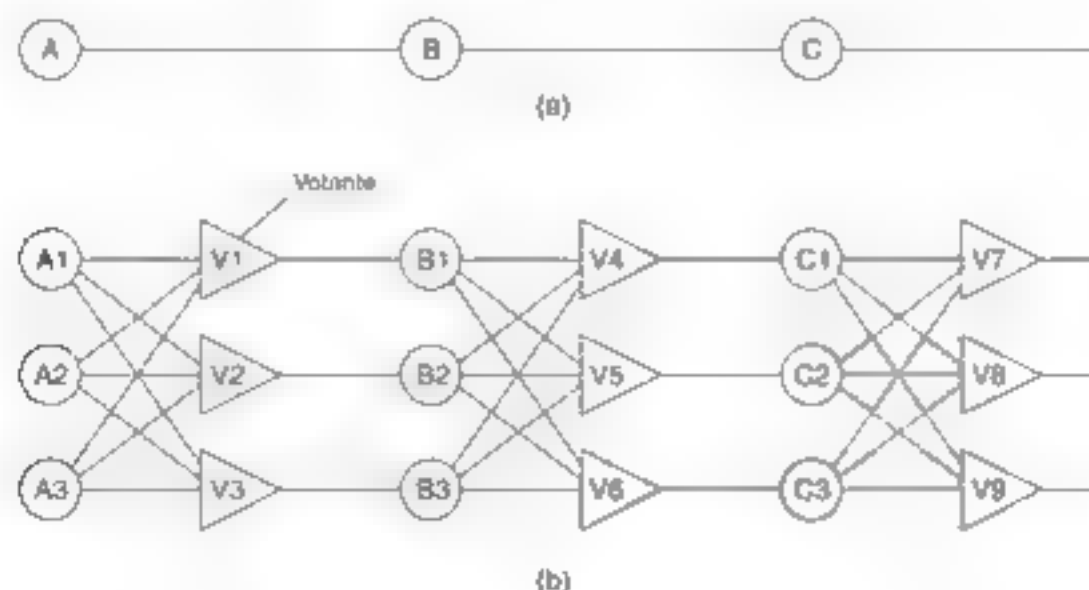 A B C
(a)
Votante
A1 V1 B1 V4 C1 V7
A2 V2 B2 V5 C2 V8
A3 V3 B3 V6 C3 V9
(b)